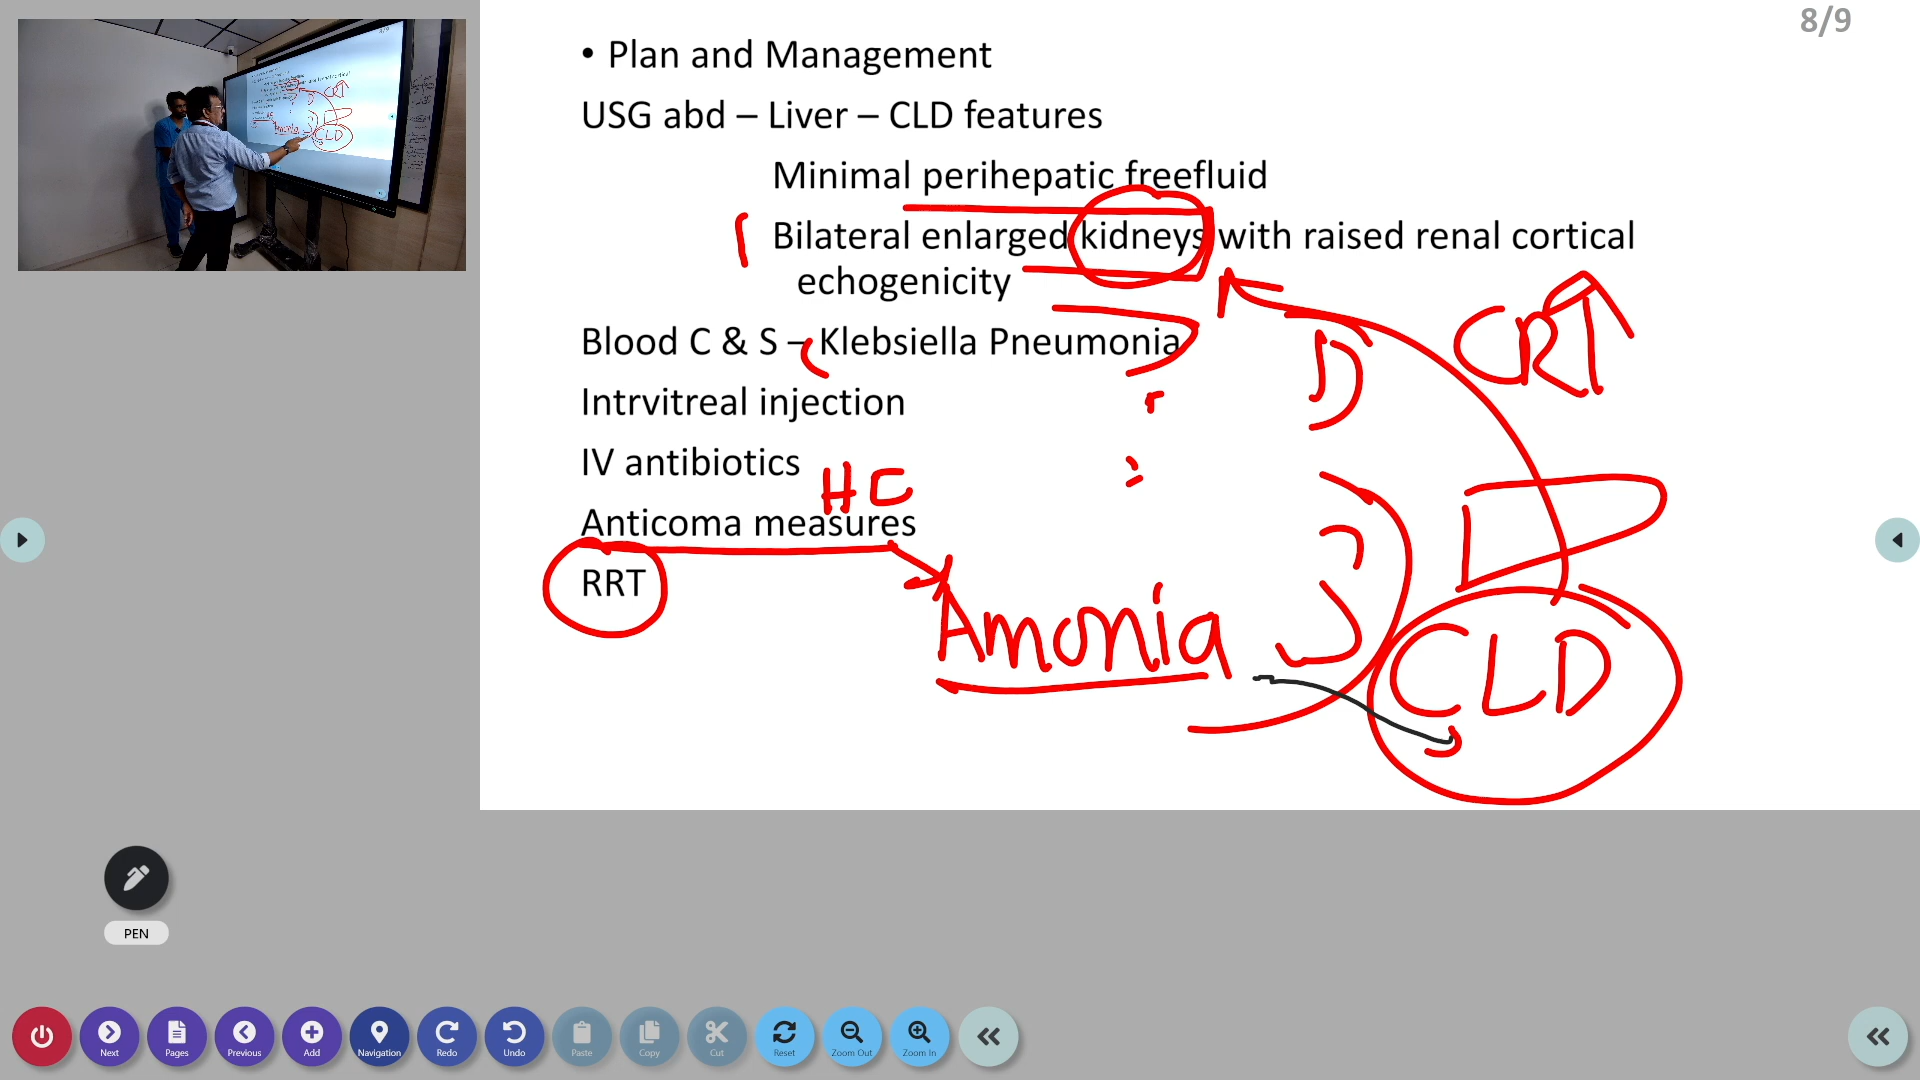 8/9
• Plan and Management
USG abd – Liver – CLD features
Minimal perihepatic freefluid
Bilateral enlarged kidneys with raised renal cortical
echogenicity
CR↑
Blood C & S – Klebsiella Pneumonia
D
Intrvitreal injection
IV antibiotics
HE
Anticoma measures
RRT
Amonia
CLD
PEN
Next Pages Previous Add Navigation Redo Undo Paste Copy Cut Reset Zoom Out Zoom In